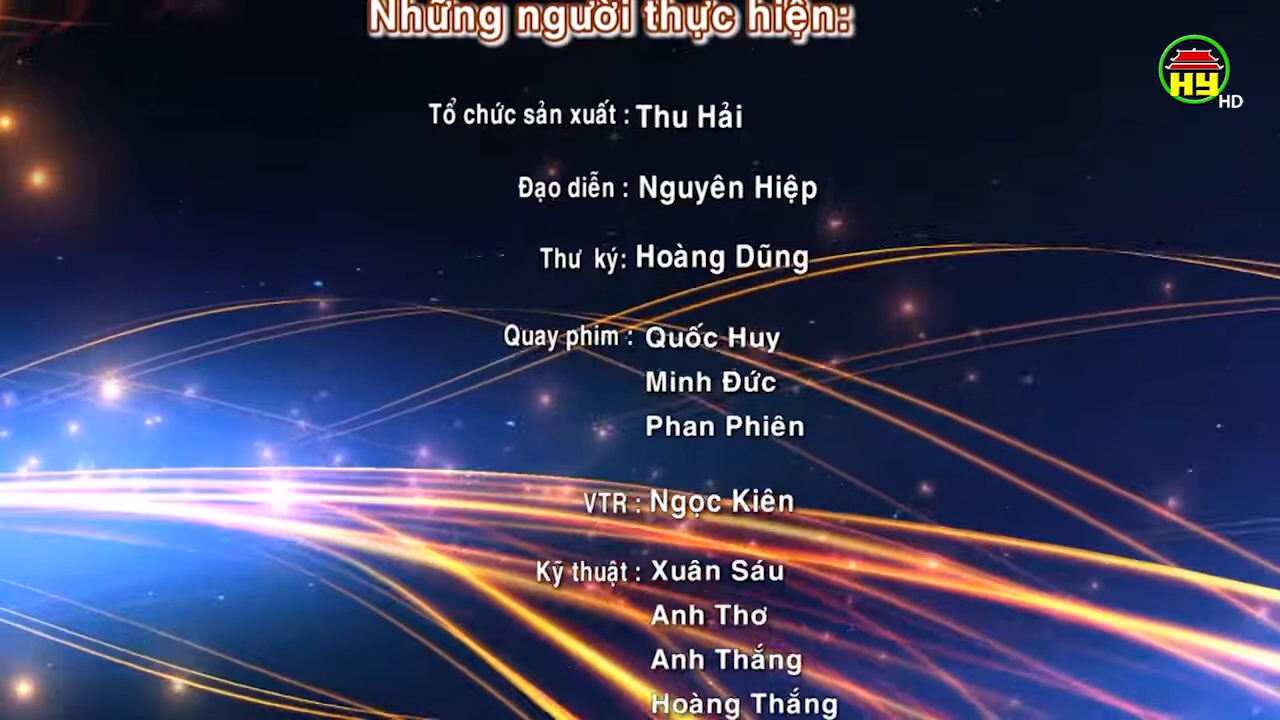 Những người thực hiện:
HY
HD
Tổ chức sản xuất : Thu Hải
Đạo diễn : Nguyên Hiệp
Thư ký: Hoàng Dũng
Quay phim : Quốc Huy
Minh Đức
Phan Phiên
VTR : Ngọc Kiên
Kỹ thuật : Xuân Sáu
Anh Thơ
Anh Thắng
Hoàng Thắng